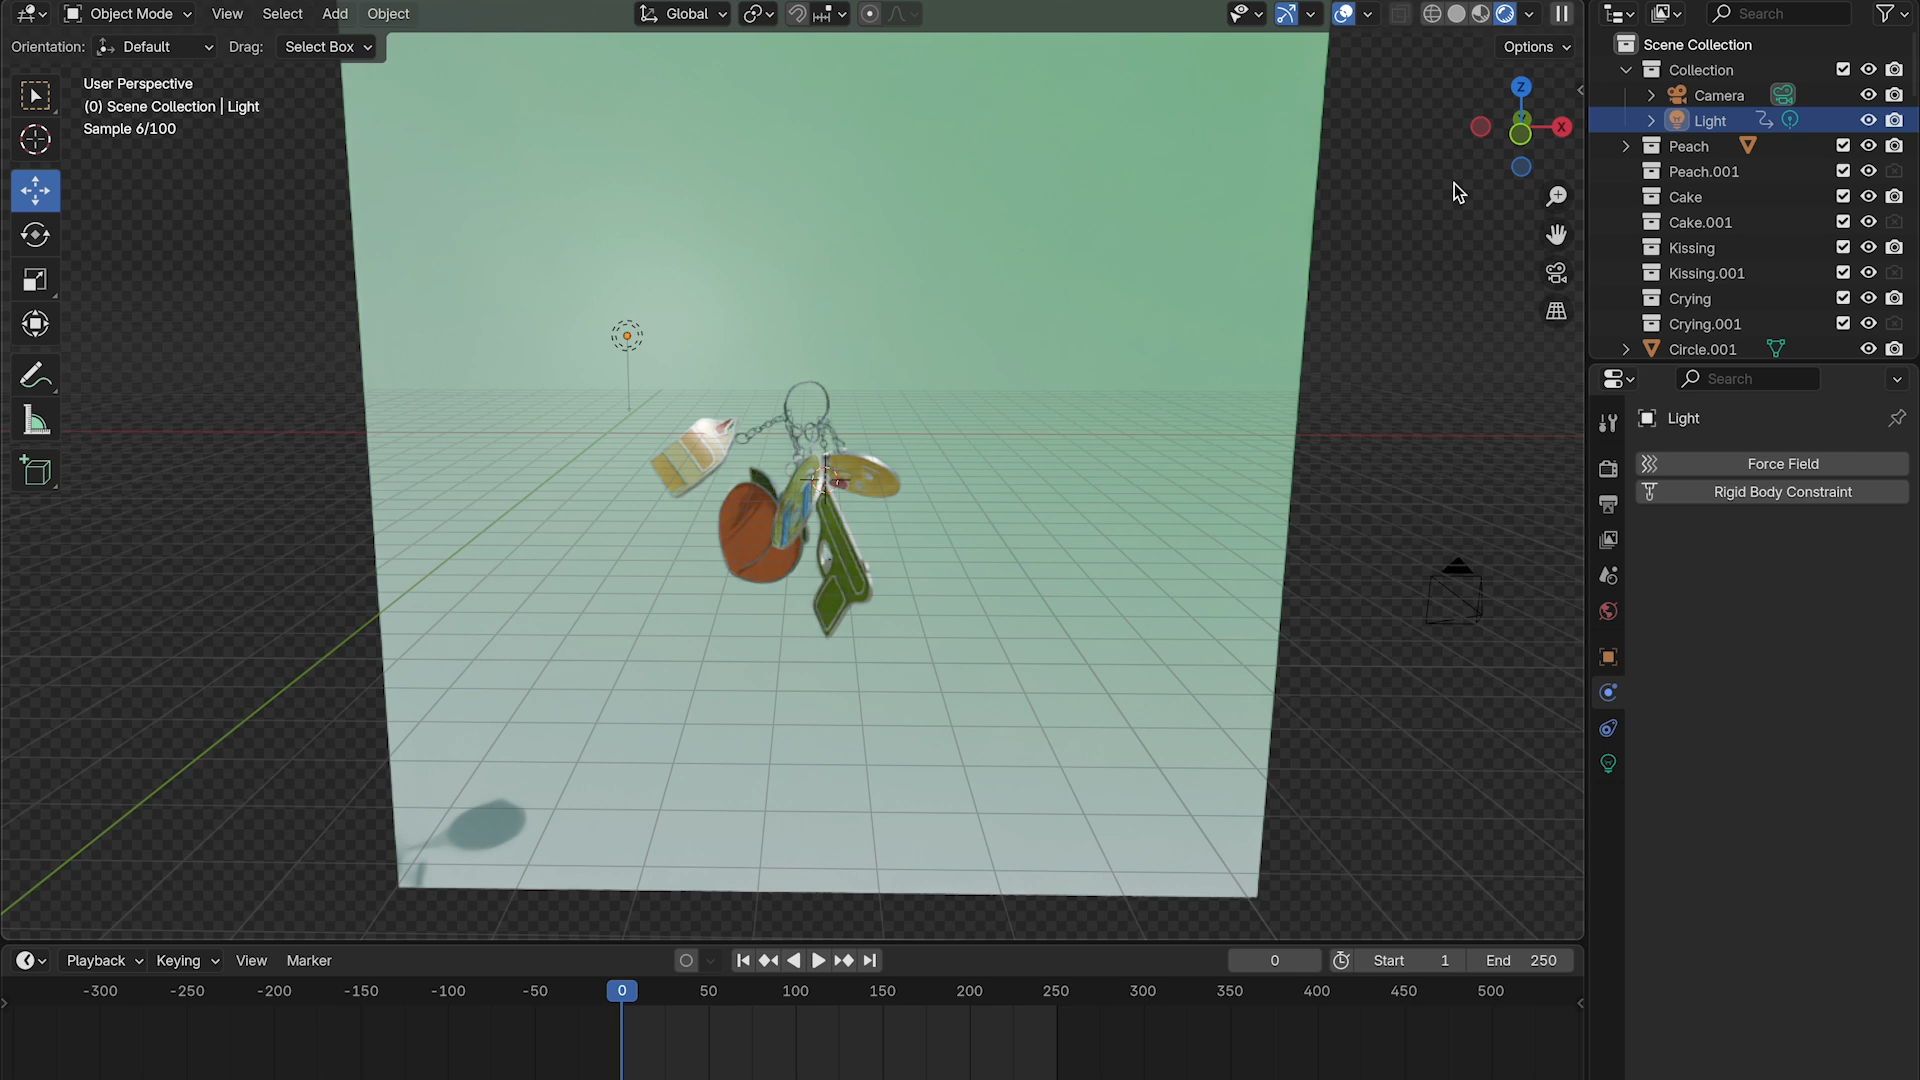 Object Mode View Select Add Object Global
Orientation: Default Drag: Select Box Options
User Perspective
(0) Scene Collection | Light
Sample 6/100
Z
Y
X
Search
Scene Collection
Collection
Camera
Light
Peach
Peach.001
Cake
Cake.001
Kissing
Kissing.001
Crying
Crying.001
Circle.001
Search
Light
Force Field
Rigid Body Constraint
Playback Keying View Marker 0 Start 1 End 250
-300 -250 -200 -150 -100 -50 0 50 100 150 200 250 300 350 400 450 500